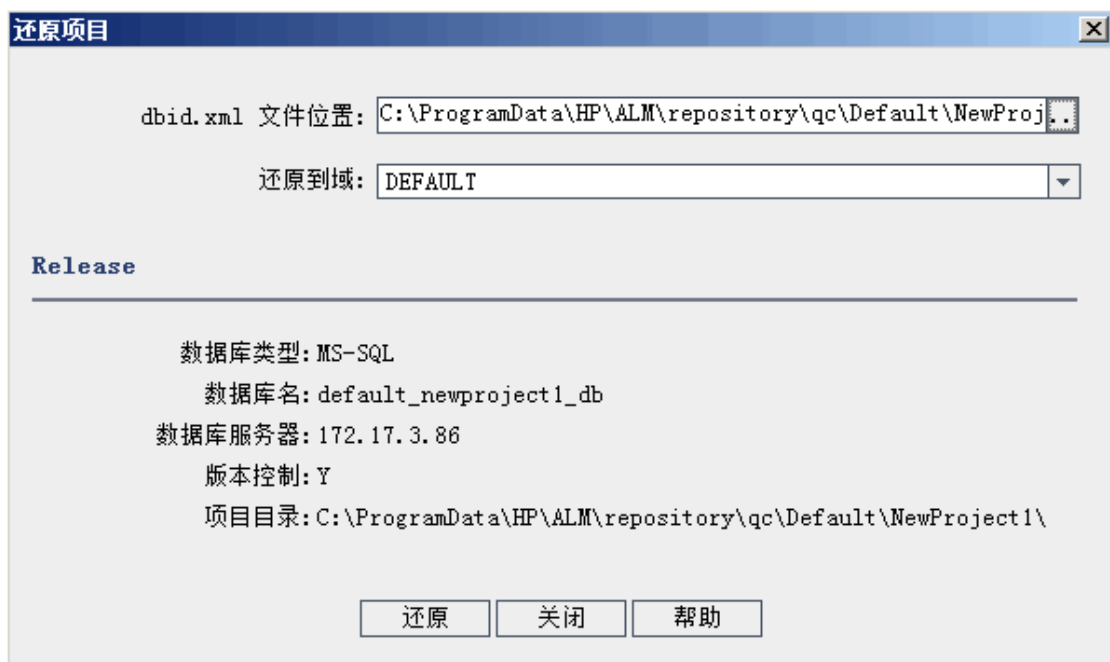 还原项目
dbid.xml 文件位置: C:\ProgramData\HP\ALM\repository\qc\Default\NewProj..
还原到域: DEFAULT
Release
数据库类型: MS-SQL
数据库名: default_newproject1_db
数据库服务器: 172.17.3.86
版本控制: Y
项目目录: C:\ProgramData\HP\ALM\repository\qc\Default\NewProject1\
还原 关闭 帮助